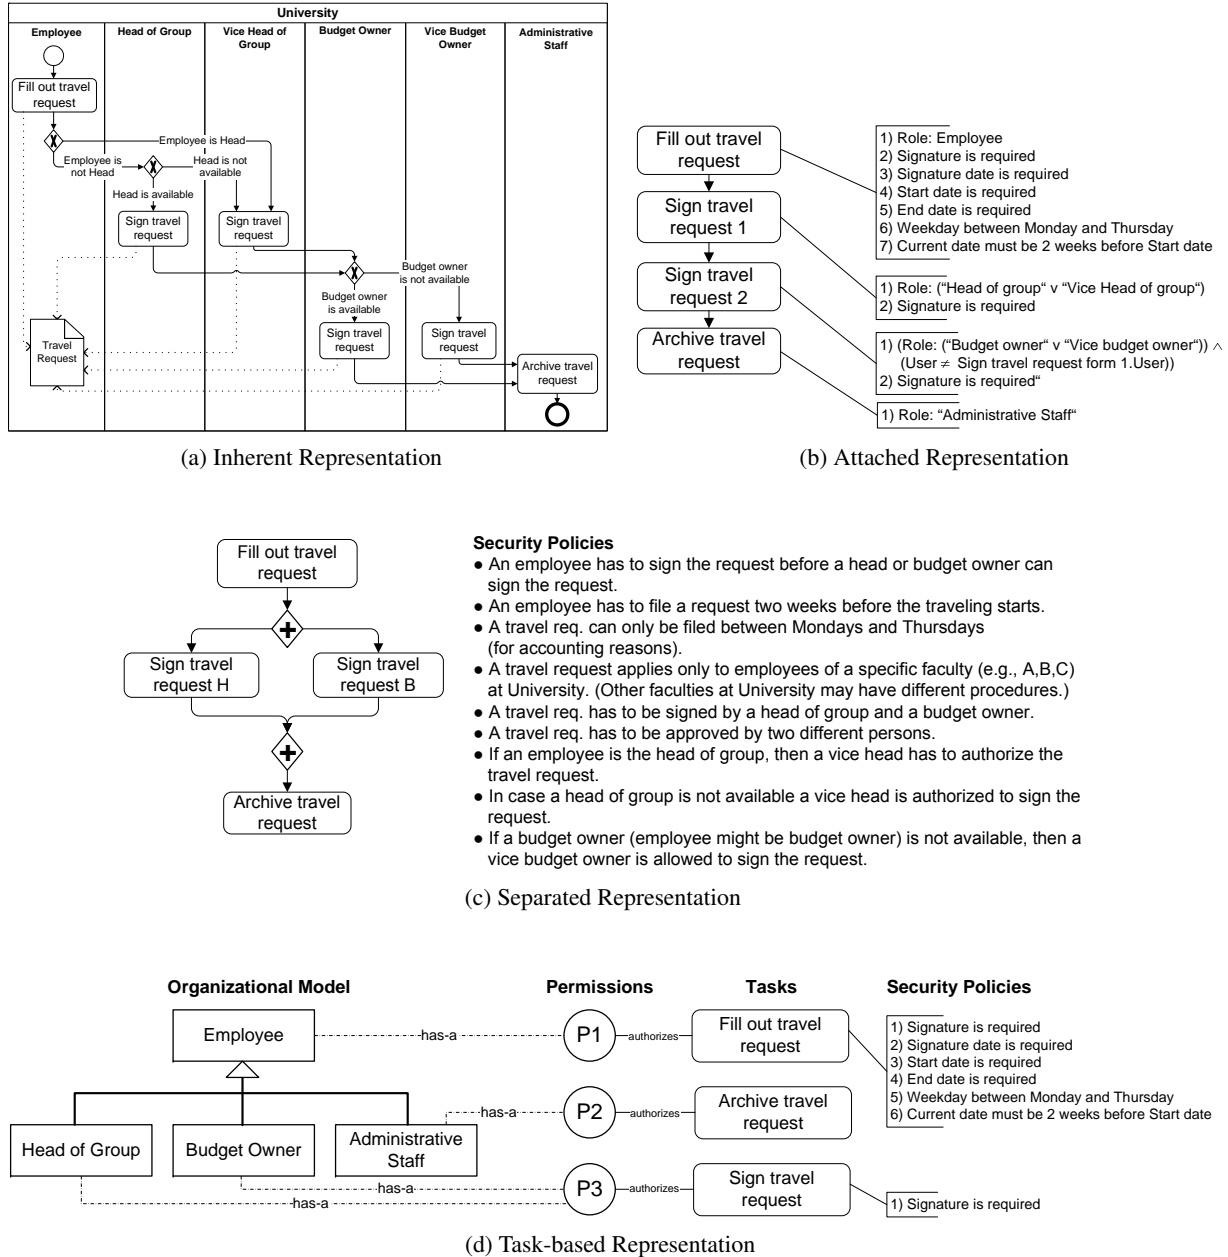 University
Employee
Head of Group
Vice Head of
Group
Budget Owner
Vice Budget
Owner
Administrative
Staff
Fill out travel
request
X
Employee is Head
Employee is
not Head
X
Head is not
available
Head is available
Sign travel
request
Sign travel
request
X
Budget owner
is not available
Budget owner
is available
Travel
Request
Sign travel
request
Sign travel
request
Archive travel
request
(a) Inherent Representation
Fill out travel
request
Sign travel
request 1
Sign travel
request 2
Archive travel
request
1) Role: Employee
2) Signature is required
3) Signature date is required
4) Start date is required
5) End date is required
6) Weekday between Monday and Thursday
7) Current date must be 2 weeks before Start date
1) Role: (“Head of group“ v “Vice Head of group“)
2) Signature is required
1) (Role: (“Budget owner“ v “Vice budget owner“)) ∧
(User ≠ Sign travel request form 1.User))
2) Signature is required“
1) Role: “Administrative Staff“
(b) Attached Representation
Fill out travel
request
+
Sign travel
request H
Sign travel
request B
+
Archive travel
request
Security Policies
● An employee has to sign the request before a head or budget owner can
sign the request.
● An employee has to file a request two weeks before the traveling starts.
● A travel req. can only be filed between Mondays and Thursdays
(for accounting reasons).
● A travel request applies only to employees of a specific faculty (e.g., A,B,C)
at University. (Other faculties at University may have different procedures.)
● A travel req. has to be signed by a head of group and a budget owner.
● A travel req. has to be approved by two different persons.
● If an employee is the head of group, then a vice head has to authorize the
travel request.
● In case a head of group is not available a vice head is authorized to sign the
request.
● If a budget owner (employee might be budget owner) is not available, then a
vice budget owner is allowed to sign the request.
(c) Separated Representation
Organizational Model
Permissions
Tasks
Security Policies
Employee
has-a
P1
authorizes
Fill out travel
request
1) Signature is required
2) Signature date is required
3) Start date is required
4) End date is required
5) Weekday between Monday and Thursday
6) Current date must be 2 weeks before Start date
has-a
P2
authorizes
Archive travel
request
Head of Group
Budget Owner
Administrative
Staff
has-a
has-a
P3
authorizes
Sign travel
request
1) Signature is required
(d) Task-based Representation